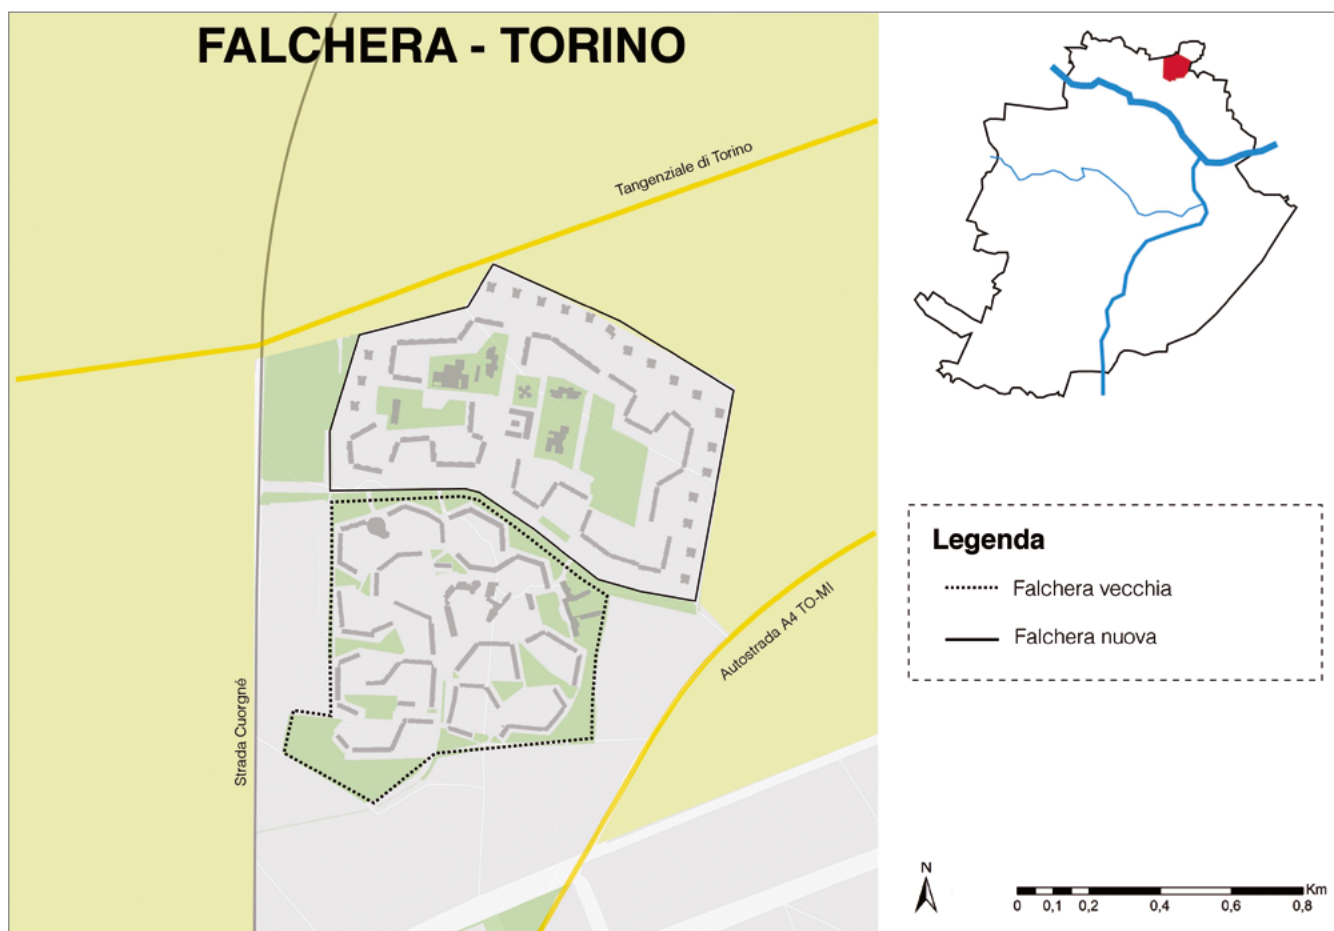 FALCHERA - TORINO
Tangenziale di Torino
Autostrada A4 TO-MI
Strada Cuorgné
Legenda
Falchera vecchia
Falchera nuova
N
Km
0 0,1 0,2 0,4 0,6 0,8